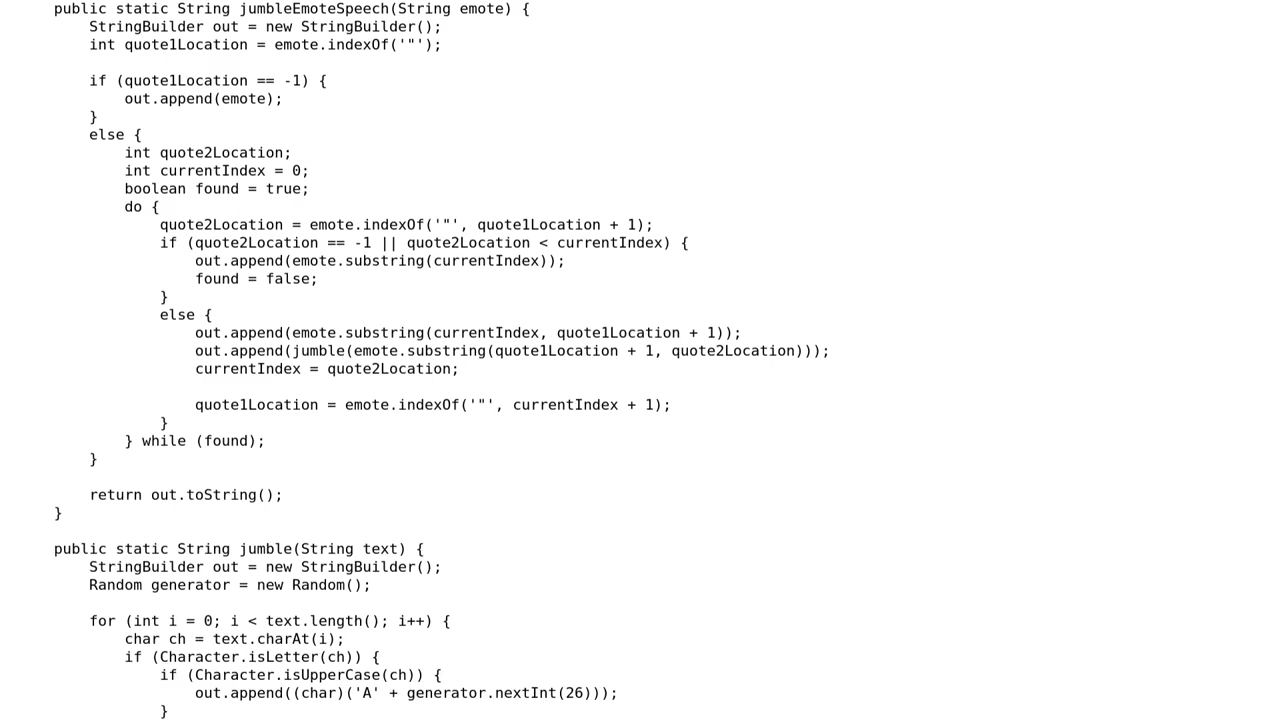 public static String jumbleEmoteSpeech(String emote) {
    StringBuilder out = new StringBuilder();
    int quote1Location = emote.indexOf('"');

    if (quote1Location == -1) {
        out.append(emote);
    }
    else {
        int quote2Location;
        int currentIndex = 0;
        boolean found = true;
        do {
            quote2Location = emote.indexOf('"', quote1Location + 1);
            if (quote2Location == -1 || quote2Location < currentIndex) {
                out.append(emote.substring(currentIndex));
                found = false;
            }
            else {
                out.append(emote.substring(currentIndex, quote1Location + 1));
                out.append(jumble(emote.substring(quote1Location + 1, quote2Location)));
                currentIndex = quote2Location;

                quote1Location = emote.indexOf('"', currentIndex + 1);
            }
        } while (found);
    }

    return out.toString();
}

public static String jumble(String text) {
    StringBuilder out = new StringBuilder();
    Random generator = new Random();

    for (int i = 0; i < text.length(); i++) {
        char ch = text.charAt(i);
        if (Character.isLetter(ch)) {
            if (Character.isUpperCase(ch)) {
                out.append((char)('A' + generator.nextInt(26)));
            }